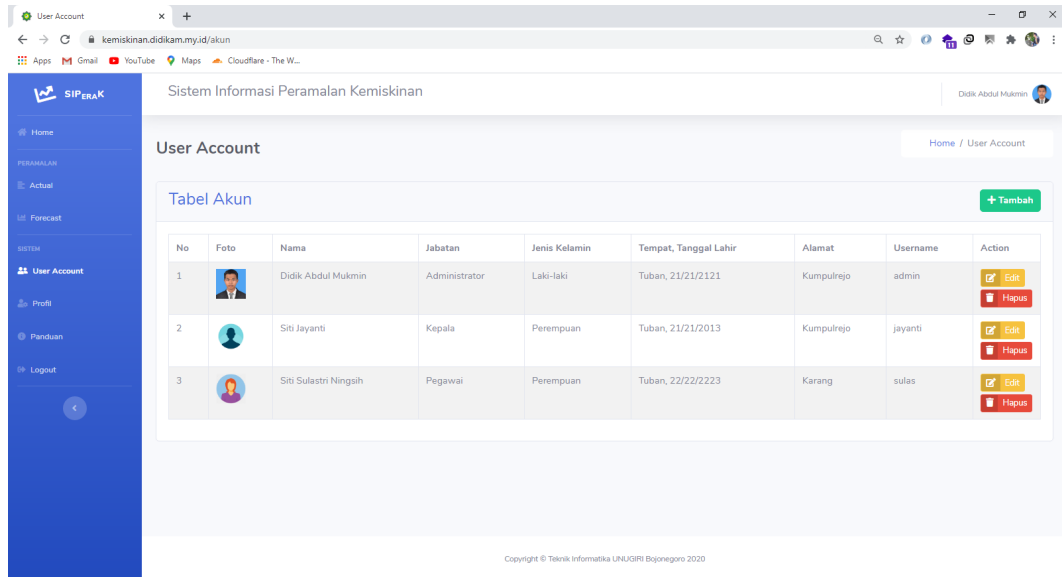 User Account
kemiskinan.didikam.my.id/akun
11
Apps Gmail YouTube Maps Cloudflare - The W...
SIPERAK
Sistem Informasi Peramalan Kemiskinan
Didik Abdul Mukmin
Home
PERAMALAN
Actual
Forecast
SISTEM
User Account
Profil
Panduan
Logout
User Account
Home / User Account
Tabel Akun
+ Tambah
No Foto Nama Jabatan Jenis Kelamin Tempat, Tanggal Lahir Alamat Username Action
1 Didik Abdul Mukmin Administrator Laki-laki Tuban, 21/21/2121 Kumpulrejo admin Edit
Hapus
2 Siti Jayanti Kepala Perempuan Tuban, 21/21/2013 Kumpulrejo jayanti Edit
Hapus
3 Siti Sulastri Ningsih Pegawai Perempuan Tuban, 22/22/2223 Karang sulas Edit
Hapus
Copyright © Teknik Informatika UNUGIRI Bojonegoro 2020